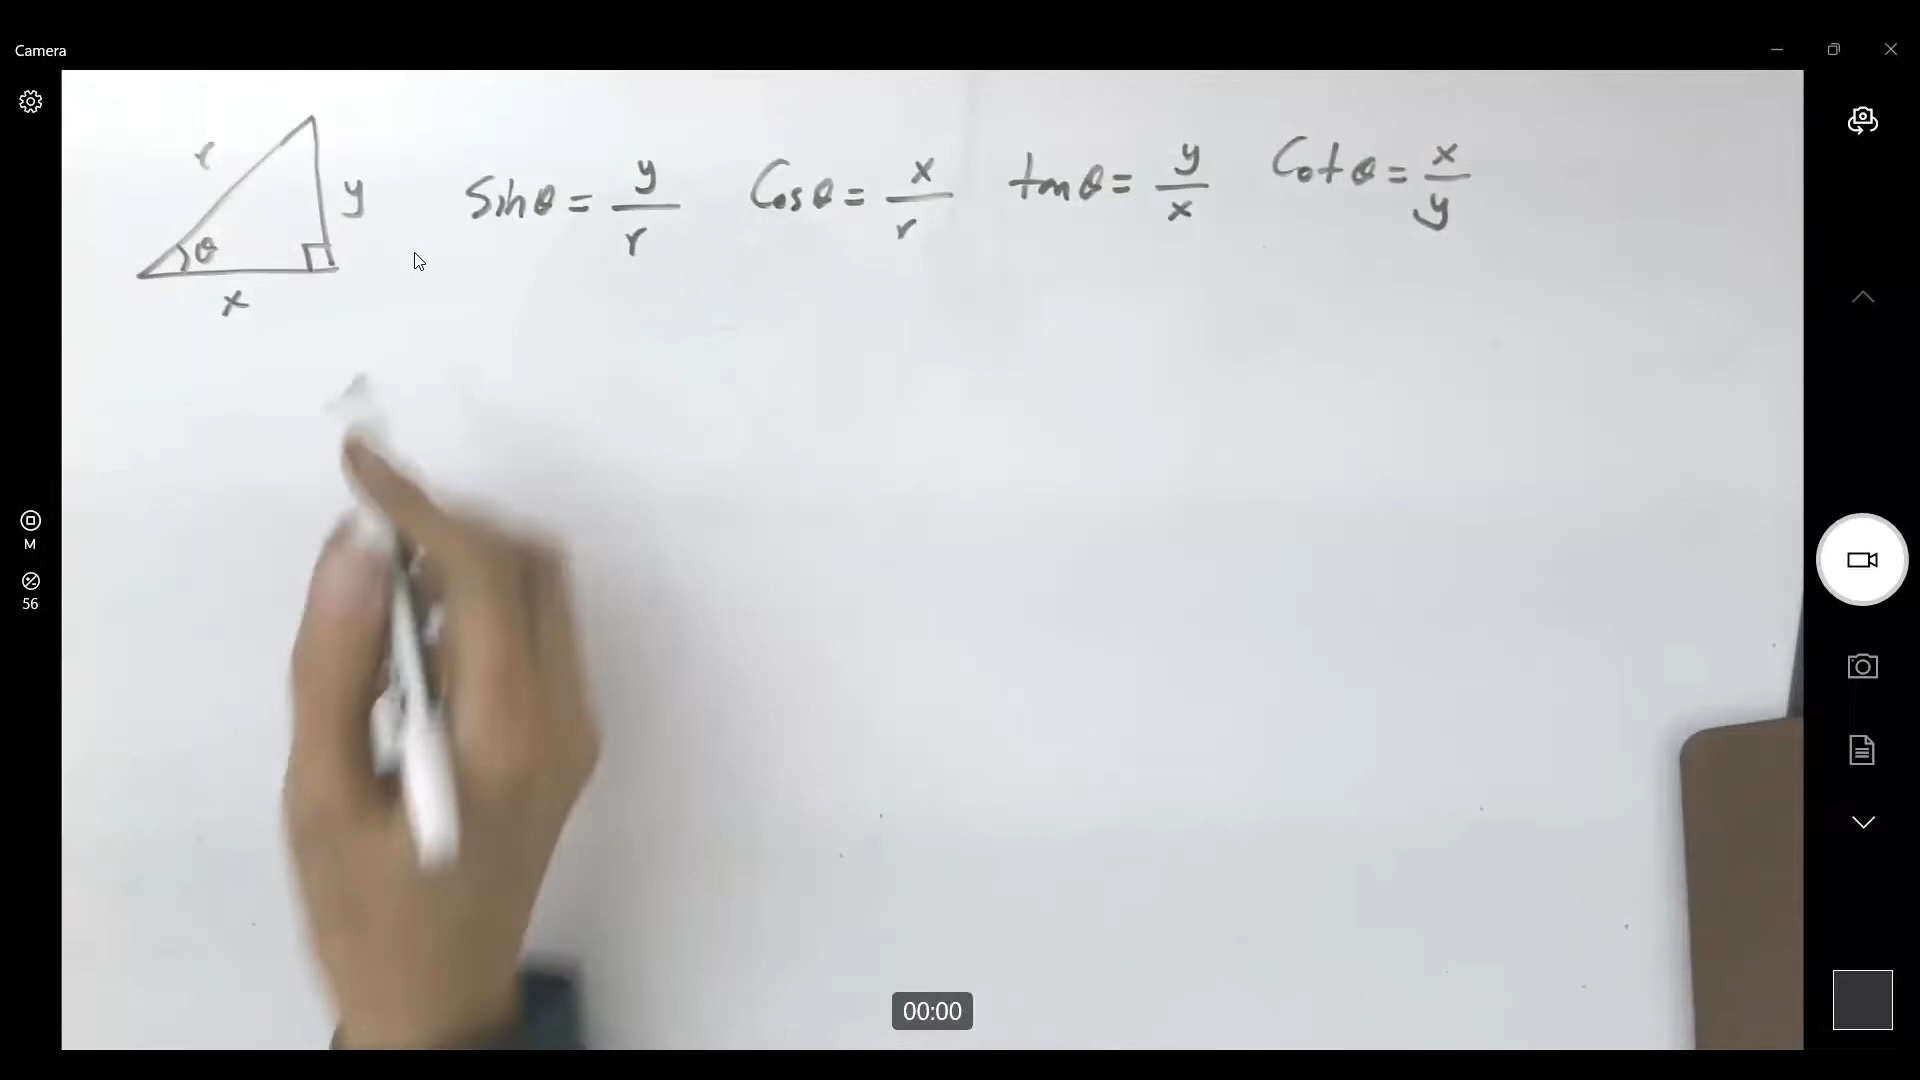 Camera
r
y
θ
x
Sinθ = y/r Cosθ = x/r tanθ = y/x Cotθ = x/y
M
56
00:00